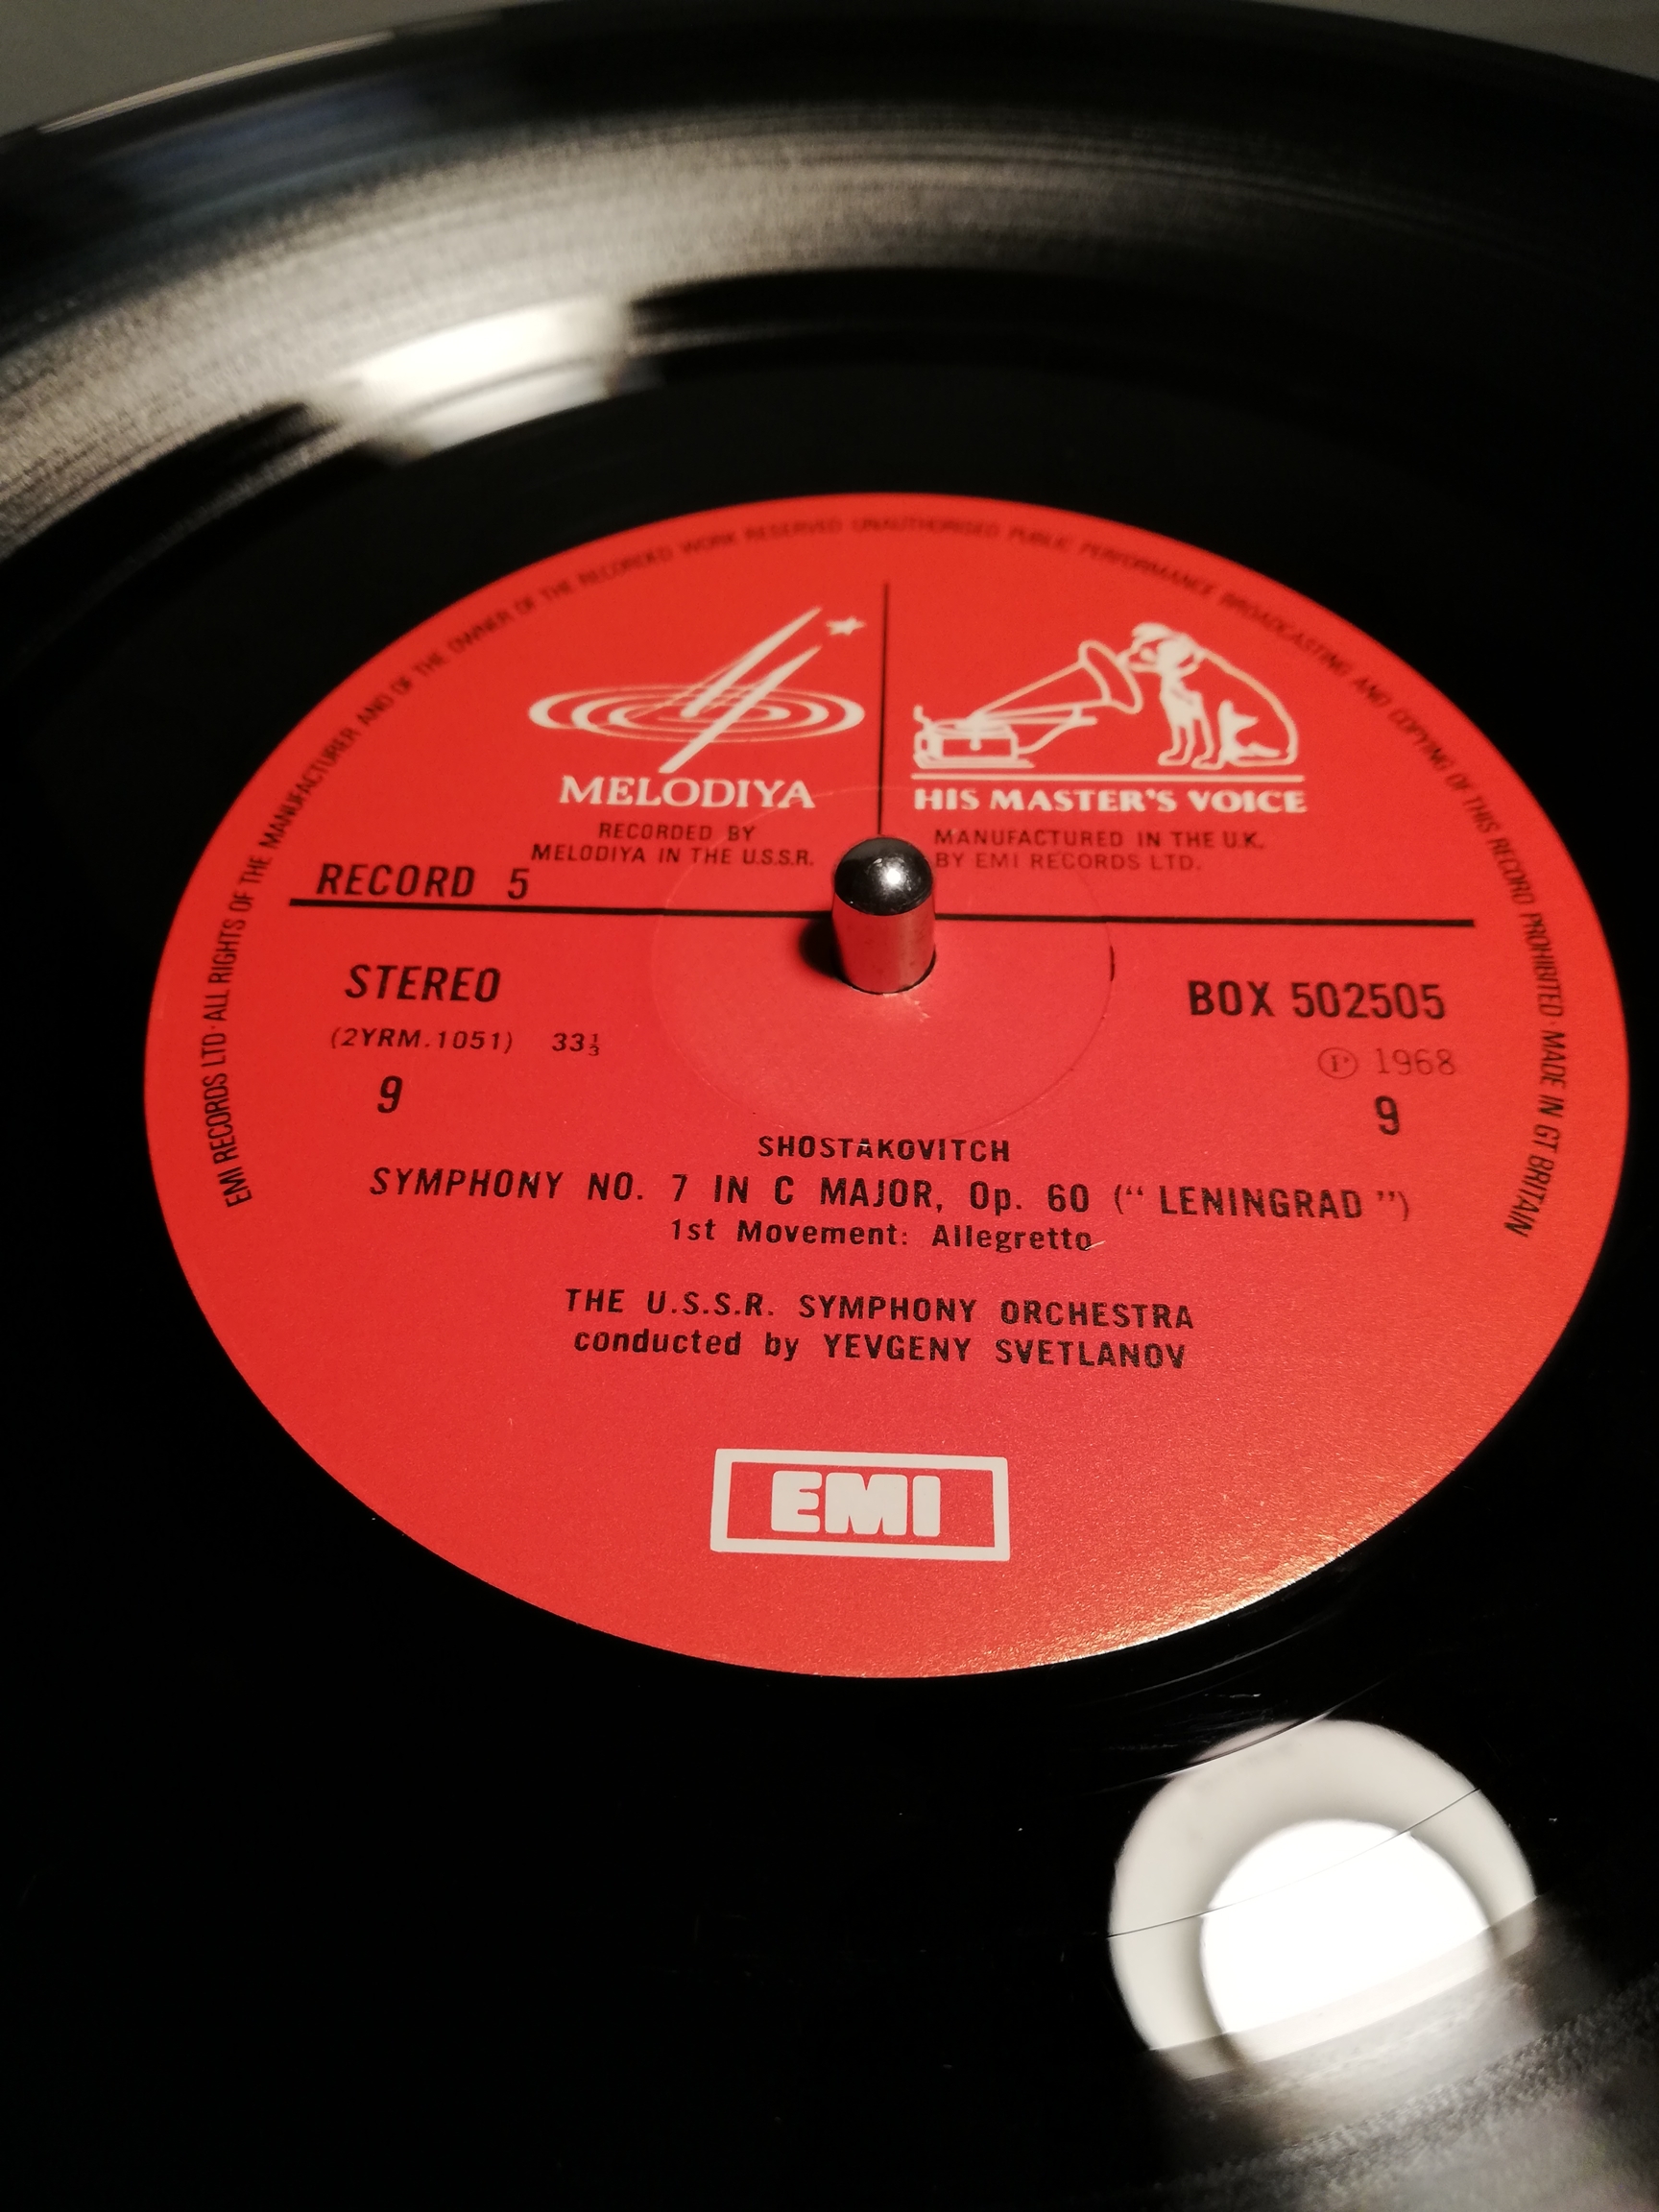 EMI RECORDS LTD·ALL RIGHTS OF THE MANUFACTURER AND OF THE OWNER OF THE RECORDED WORK RESERVED UNAUTHORISED PUBLIC PERFORMANCE BROADCASTING AND COPYING OF THIS RECORD PROHIBITED·MADE IN GT BRITAIN
MELODIYA
HIS MASTER'S VOICE
RECORDED BY
MELODIYA IN THE U.S.S.R.
MANUFACTURED IN THE U.K.
BY EMI RECORDS LTD.
RECORD 5
STEREO
BOX 502505
(2YRM.1051) 33⅓
Ⓟ 1968
9
9
SHOSTAKOVITCH
SYMPHONY NO. 7 IN C MAJOR, Op. 60 (“ LENINGRAD ”)
1st Movement: Allegretto
THE U.S.S.R. SYMPHONY ORCHESTRA
conducted by YEVGENY SVETLANOV
EMI